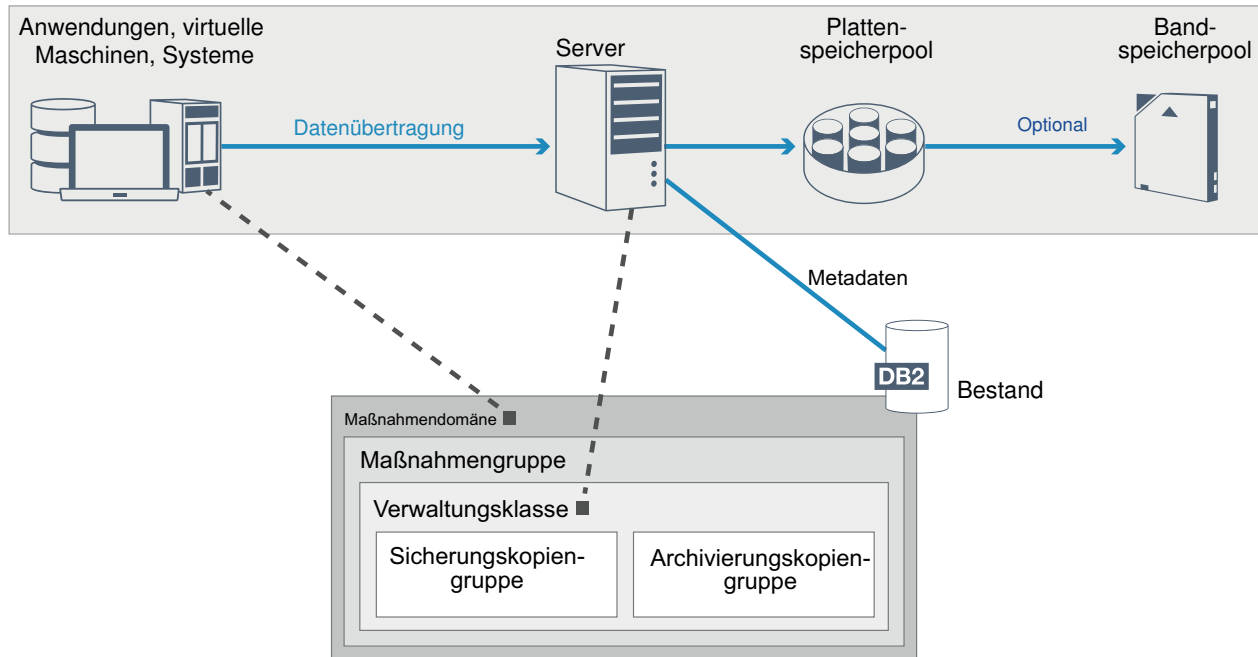 Anwendungen, virtuelle
Maschinen, Systeme
Server
Platten-
speicherpool
Band-
speicherpool
Datenübertragung
Optional
Metadaten
DB2
Bestand
Maßnahmendomäne
Maßnahmengruppe
Verwaltungsklasse
Sicherungskopien-
gruppe
Archivierungskopien-
gruppe